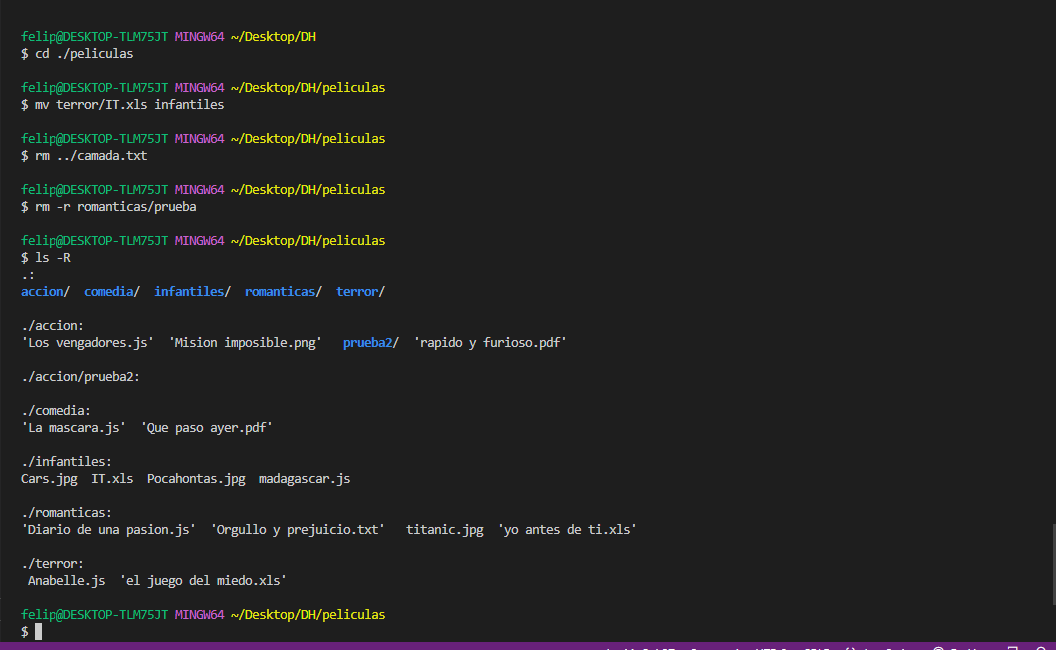 felip@DESKTOP-TLM75JT MINGW64 ~/Desktop/DH
$ cd ./peliculas
felip@DESKTOP-TLM75JT MINGW64 ~/Desktop/DH/peliculas
$ mv terror/IT.xls infantiles
felip@DESKTOP-TLM75JT MINGW64 ~/Desktop/DH/peliculas
$ rm ../camada.txt
felip@DESKTOP-TLM75JT MINGW64 ~/Desktop/DH/peliculas
$ rm -r romanticas/prueba
felip@DESKTOP-TLM75JT MINGW64 ~/Desktop/DH/peliculas
$ ls -R
.:
accion/  comedia/  infantiles/  romanticas/  terror/
./accion:
'Los vengadores.js'  'Mision imposible.png'   prueba2/  'rapido y furioso.pdf'
./accion/prueba2:
./comedia:
'La mascara.js'  'Que paso ayer.pdf'
./infantiles:
Cars.jpg  IT.xls  Pocahontas.jpg  madagascar.js
./romanticas:
'Diario de una pasion.js'  'Orgullo y prejuicio.txt'   titanic.jpg  'yo antes de ti.xls'
./terror:
 Anabelle.js  'el juego del miedo.xls'
felip@DESKTOP-TLM75JT MINGW64 ~/Desktop/DH/peliculas
$